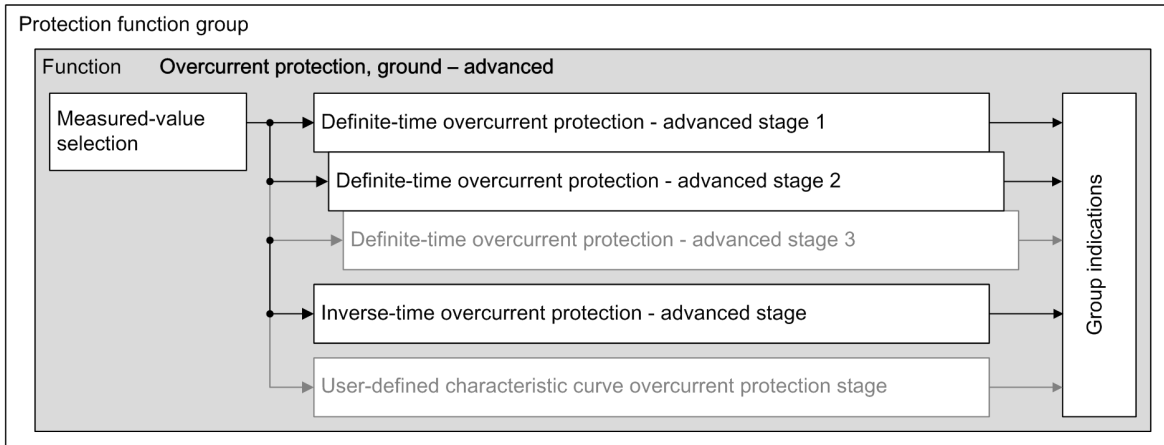 Protection function group
Function Overcurrent protection, ground – advanced
Measured-value
selection
Definite-time overcurrent protection - advanced stage 1
Definite-time overcurrent protection - advanced stage 2
Definite-time overcurrent protection - advanced stage 3
Inverse-time overcurrent protection - advanced stage
User-defined characteristic curve overcurrent protection stage
Group indications